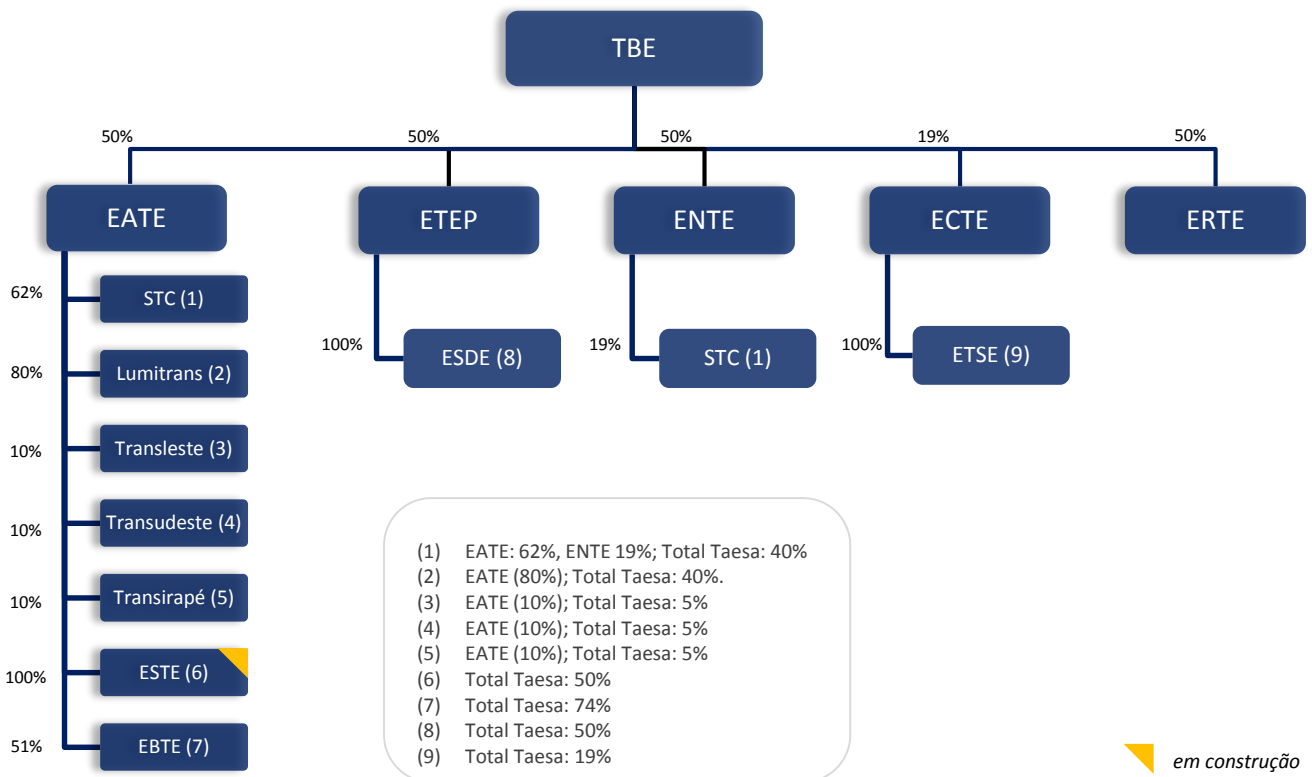 TBE
50%
50%
50%
19%
50%
EATE
ETEP
ENTE
ECTE
ERTE
62%
STC (1)
80%
Lumitrans (2)
10%
Transleste (3)
10%
Transudeste (4)
10%
Transirapé (5)
100%
ESTE (6)
51%
EBTE (7)
100%
ESDE (8)
19%
STC (1)
100%
ETSE (9)
(1) EATE: 62%, ENTE 19%; Total Taesa: 40%
(2) EATE (80%); Total Taesa: 40%.
(3) EATE (10%); Total Taesa: 5%
(4) EATE (10%); Total Taesa: 5%
(5) EATE (10%); Total Taesa: 5%
(6) Total Taesa: 50%
(7) Total Taesa: 74%
(8) Total Taesa: 50%
(9) Total Taesa: 19%
em construção